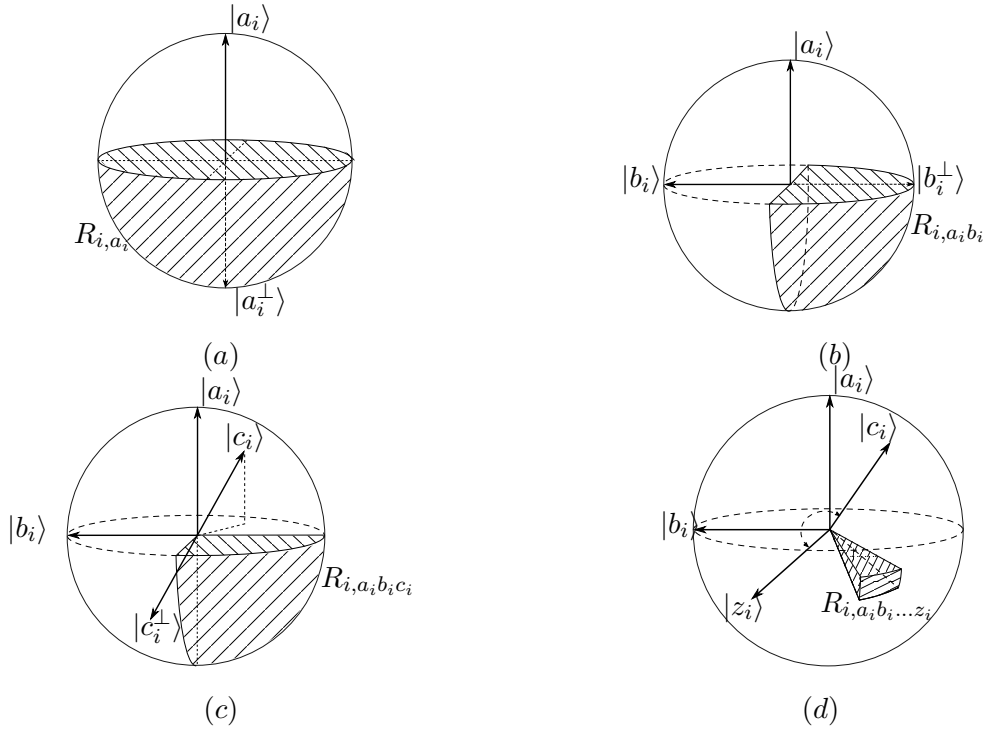 |a_i⟩
R_{i,a_i}
|a_i^⊥⟩
(a)
|a_i⟩
|b_i⟩
|b_i^⊥⟩
R_{i,a_ib_i}
(b)
|a_i⟩
|c_i⟩
|b_i⟩
R_{i,a_ib_ic_i}
|c_i^⊥⟩
(c)
|a_i⟩
|c_i⟩
|b_i⟩
|z_i⟩
R_{i,a_ib_i...z_i}
(d)